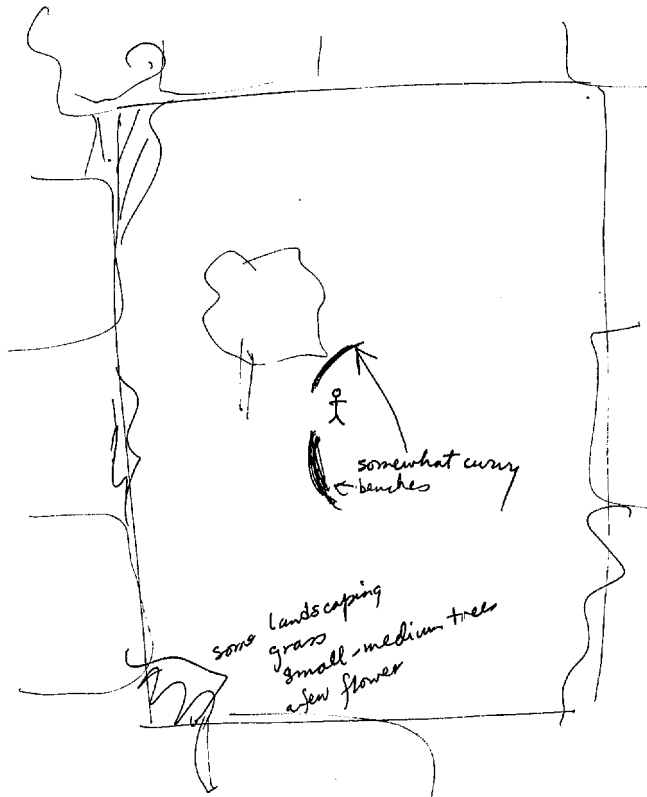 somewhat curvy
benches
some landscaping
grass
small-medium trees
a few flower